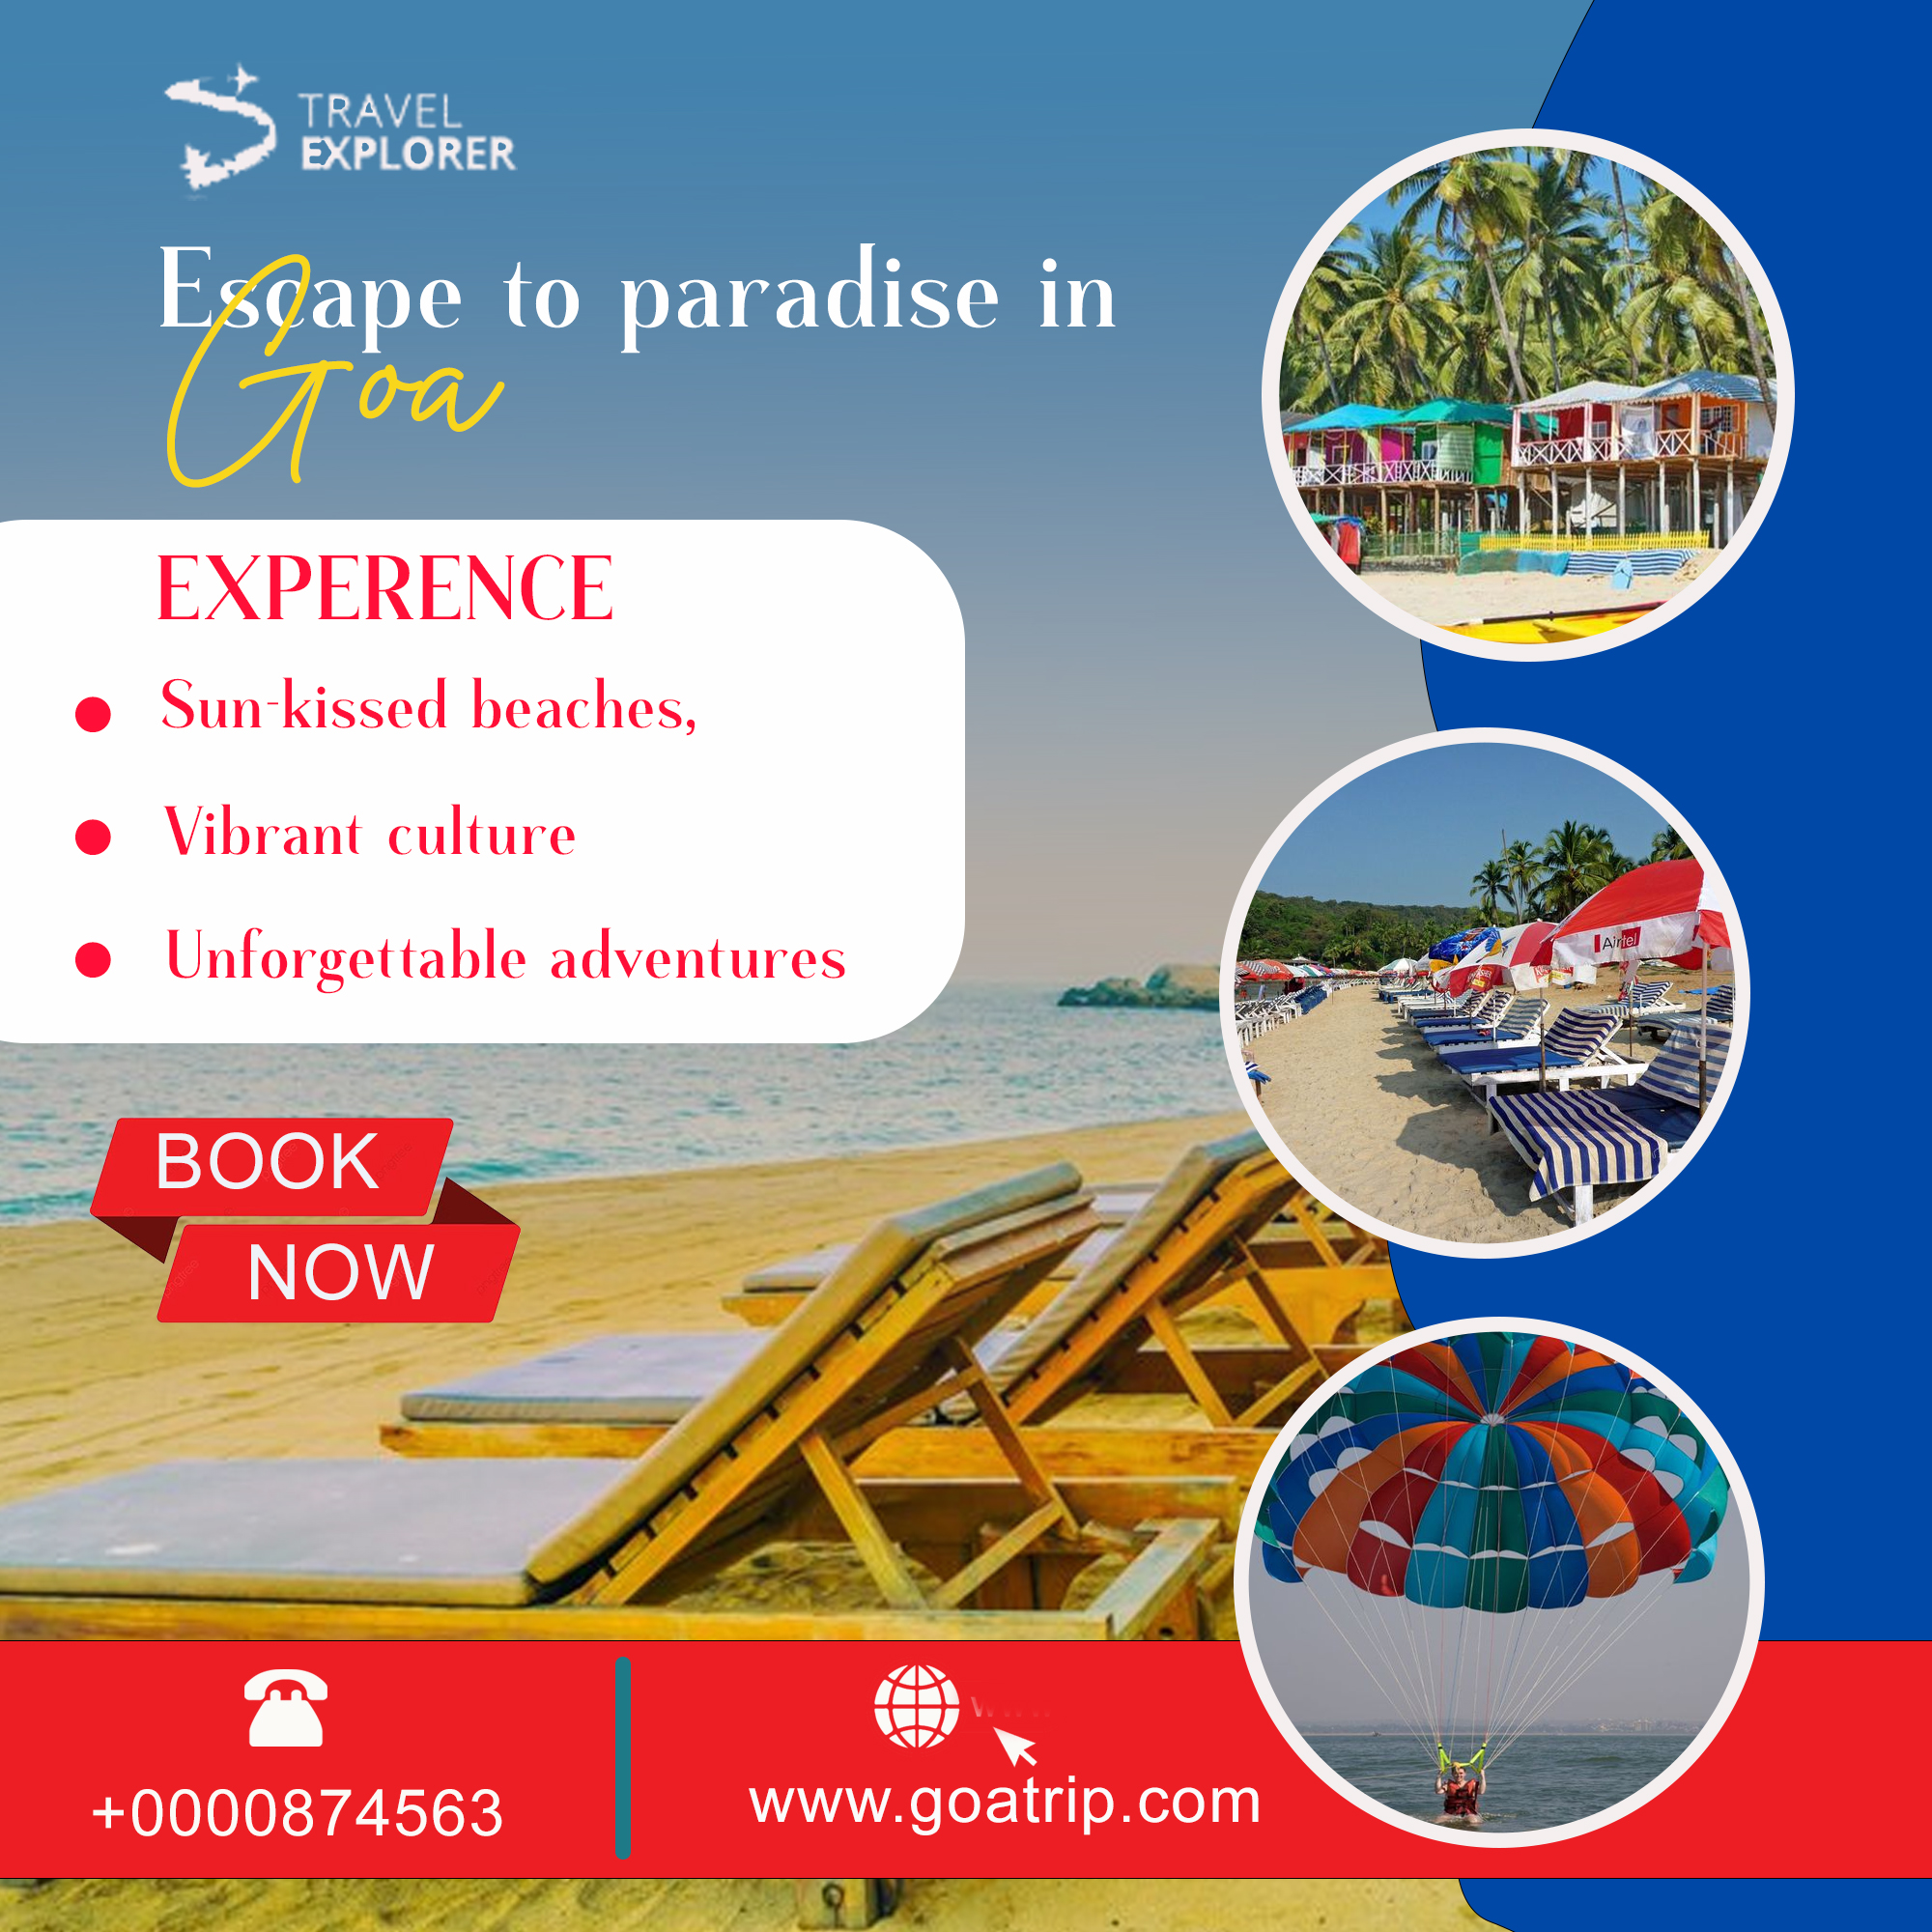 TRAVEL
EXPLORER
Escape to paradise in
Goa
EXPERENCE
Sun-kissed beaches,
Vibrant culture
Unforgettable adventures
Airtel
BOOK
NOW
+0000874563
www.goatrip.com